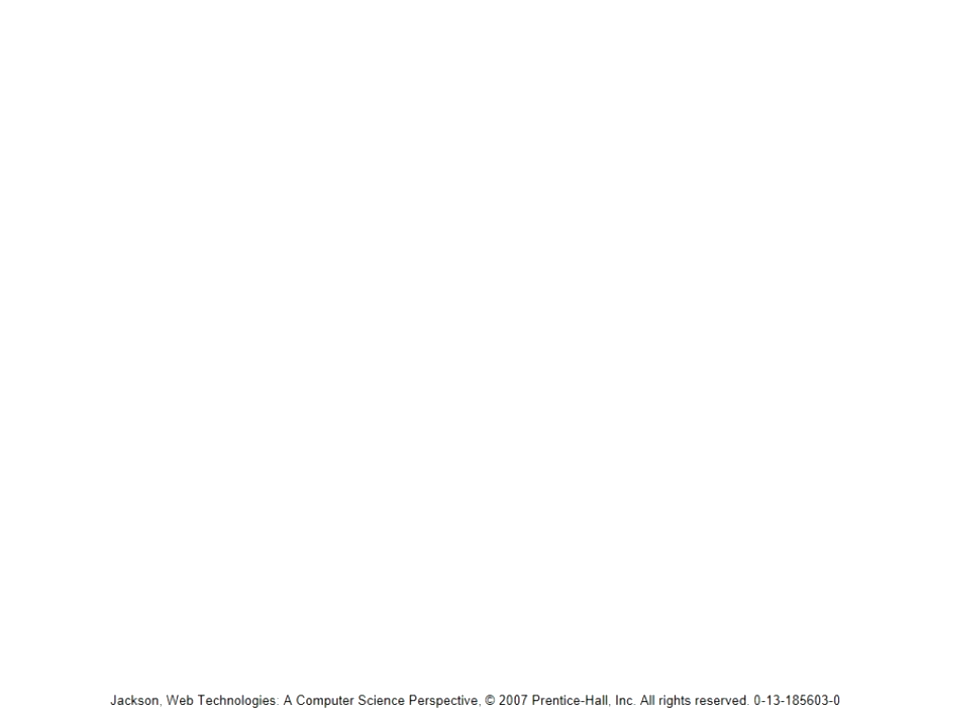 Jackson, Web Technologies: A Computer Science Perspective, © 2007 Prentice-Hall, Inc. All rights reserved. 0-13-185603-0